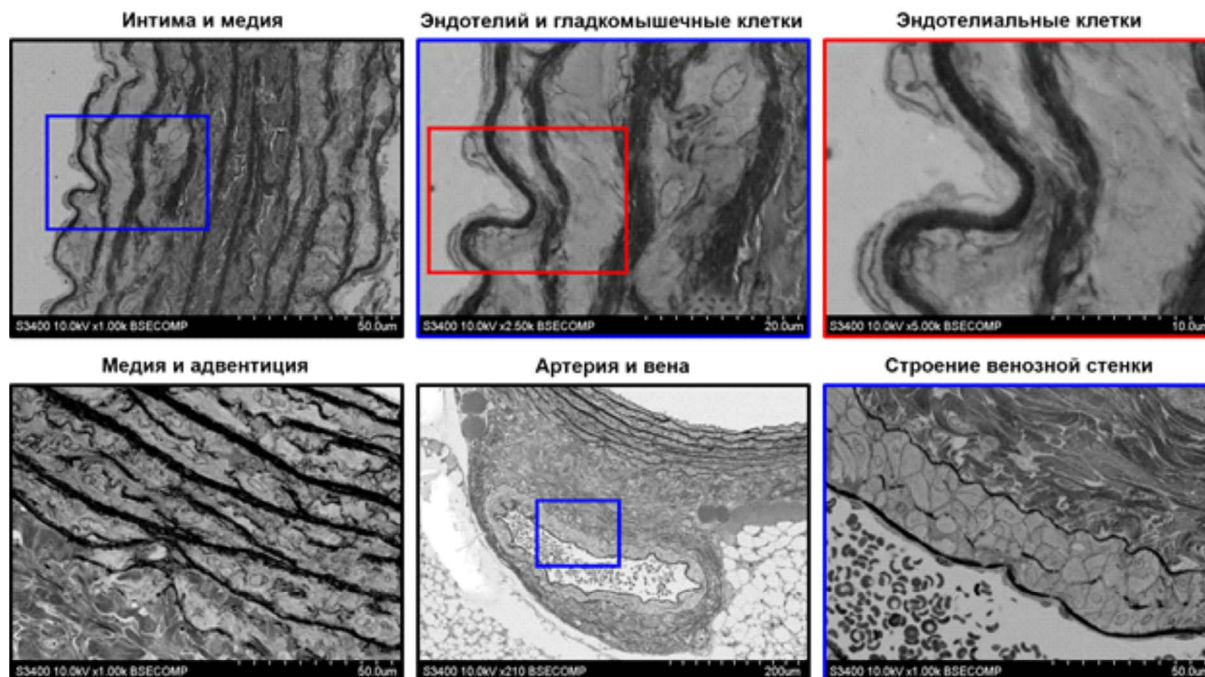 Интима и медия
Эндотелий и гладкомышечные клетки
Эндотелиальные клетки
S3400 10.0kV x1.00k BSECOMP 50.0um
S3400 10.0kV x2.50k BSECOMP 20.0um
S3400 10.0kV x5.00k BSECOMP 10.0um
Медия и адвентиция
Артерия и вена
Строение венозной стенки
S3400 10.0kV x1.00k BSECOMP 50.0um
S3400 10.0kV x210 BSECOMP 200um
S3400 10.0kV x1.00k BSECOMP 50.0um